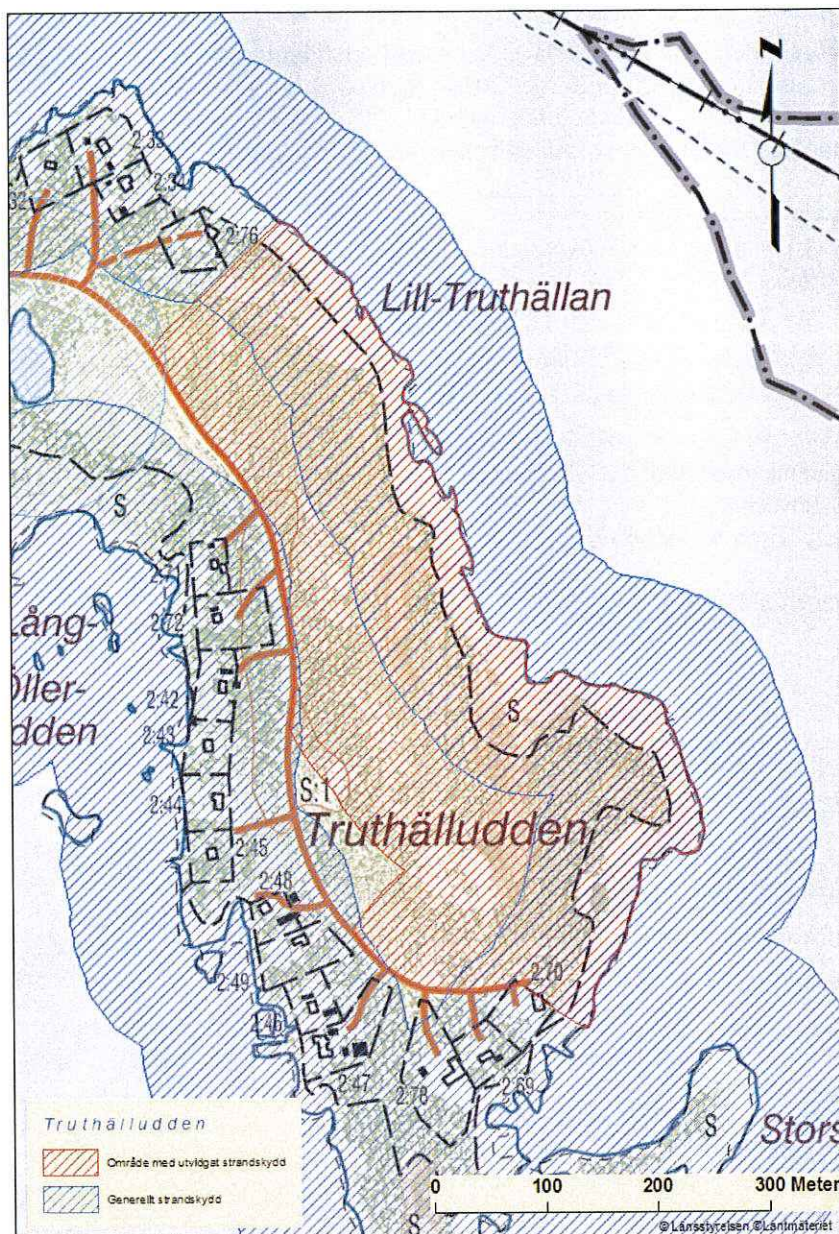 Z
2:33
2:34
32
2:76
Lill-Truthällan
S
2:72
Lång-
öller-
dden
2:42
2:43
S
2:44
S:1
Truthälludden
2:45
2:48
2:70
2:49
2:46
2:47
2:78
2:69
S
Stors
S
Truthälludden
Område med utvidgat strandskydd
Generellt strandskydd
0 100 200 300 Meter
© Länsstyrelsen, © Lantmäteriet